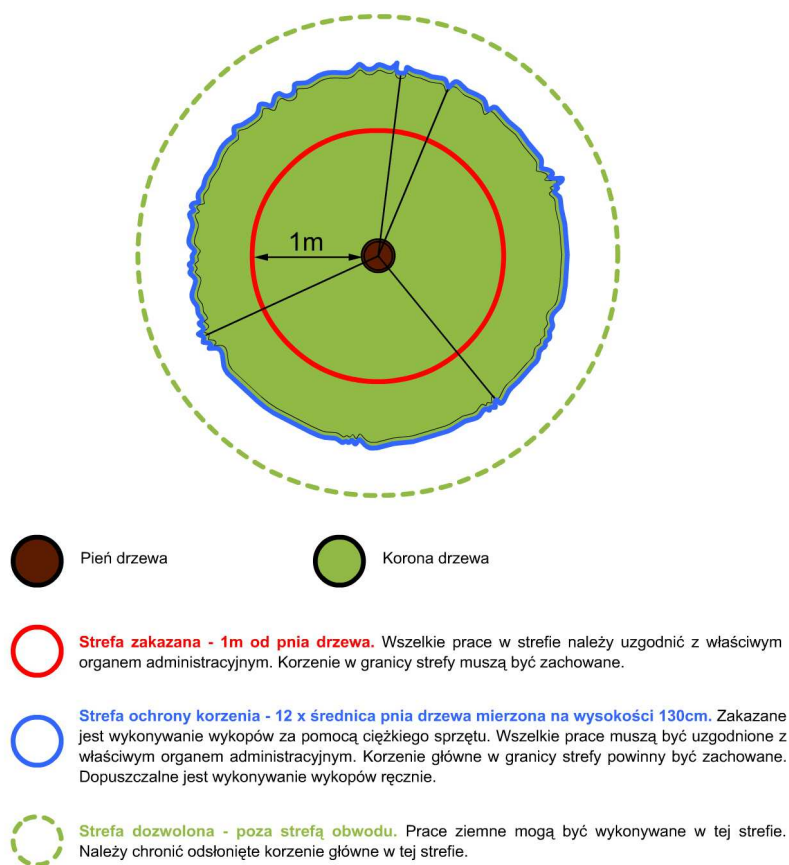 1m
Pień drzewa
Korona drzewa
Strefa zakazana - 1m od pnia drzewa. Wszelkie prace w strefie należy uzgodnić z właściwym
organem administracyjnym. Korzenie w granicy strefy muszą być zachowane.
Strefa ochrony korzenia - 12 x średnica pnia drzewa mierzona na wysokości 130cm. Zakazane
jest wykonywanie wykopów za pomocą ciężkiego sprzętu. Wszelkie prace muszą być uzgodnione z
właściwym organem administracyjnym. Korzenie główne w granicy strefy powinny być zachowane.
Dopuszczalne jest wykonywanie wykopów ręcznie.
Strefa dozwolona - poza strefą obwodu. Prace ziemne mogą być wykonywane w tej strefie.
Należy chronić odsłonięte korzenie główne w tej strefie.